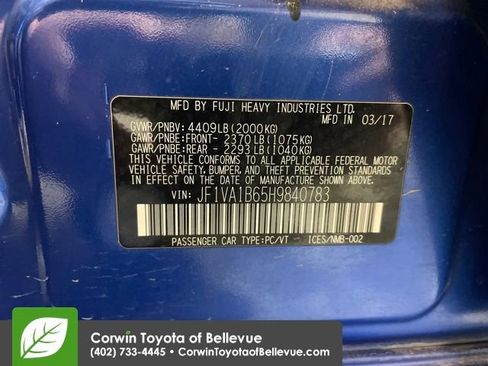 MFD BY FUJI HEAVY INDUSTRIES LTD.
MFD IN 03/17
GVWR/PNBV: 4409LB(2000KG)
GAWR/PNBE:FRONT- 2370LB(1075KG)
GAWR/PNBE:REAR - 2293LB(1040KG)
THIS VEHICLE CONFORMS TO ALL APPLICABLE FEDERAL MOTOR
VEHICLE SAFETY, BUMPER, AND THEFT PREVENTION STANDARDS
IN EFFECT ON THE DATE OF MANUFACTURE SHOWN ABOVE.
VIN: JF1VA1B65H9840783
PASSENGER CAR TYPE:PC/VT - ICES/NMB-002
Corwin Toyota of Bellevue
(402) 733-4445 • CorwinToyotaofBellevue.com